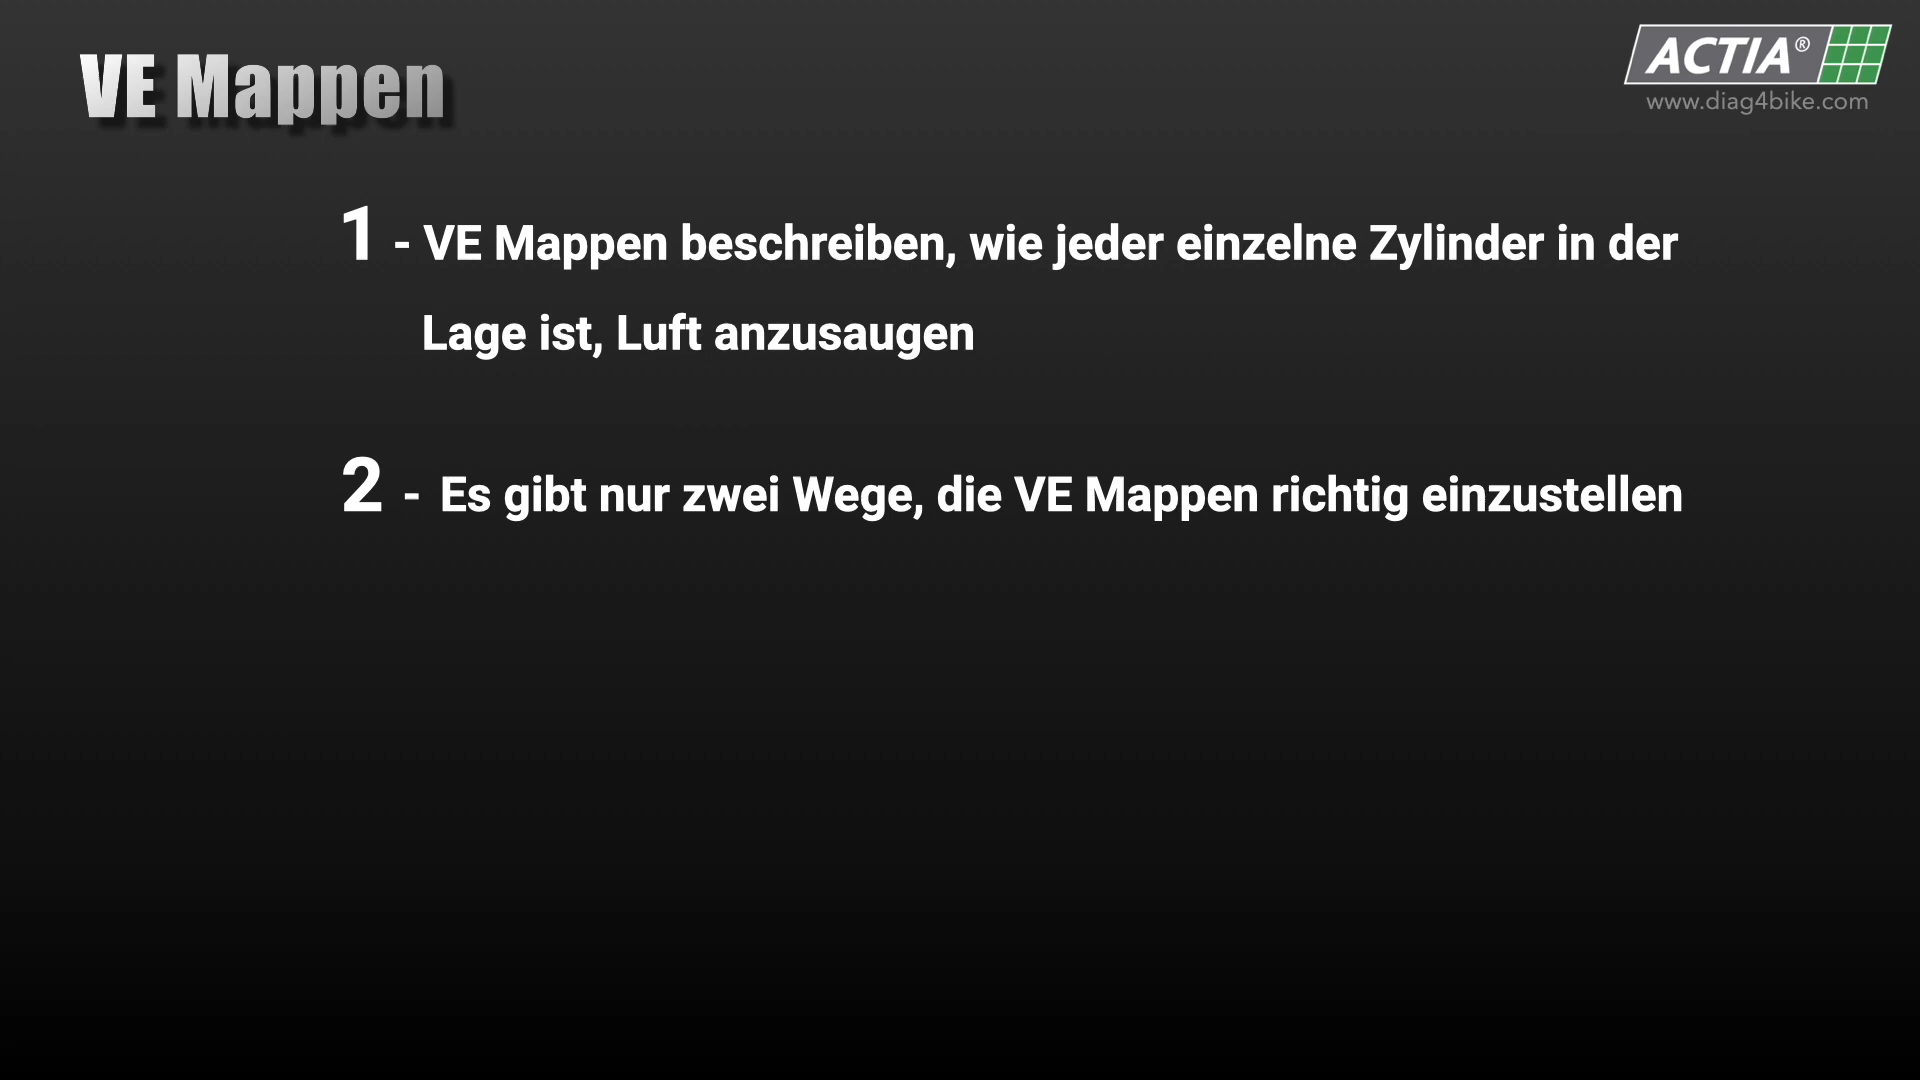 VE Mappen
ACTIA®
www.diag4bike.com
1 - VE Mappen beschreiben, wie jeder einzelne Zylinder in der
Lage ist, Luft anzusaugen
2 - Es gibt nur zwei Wege, die VE Mappen richtig einzustellen